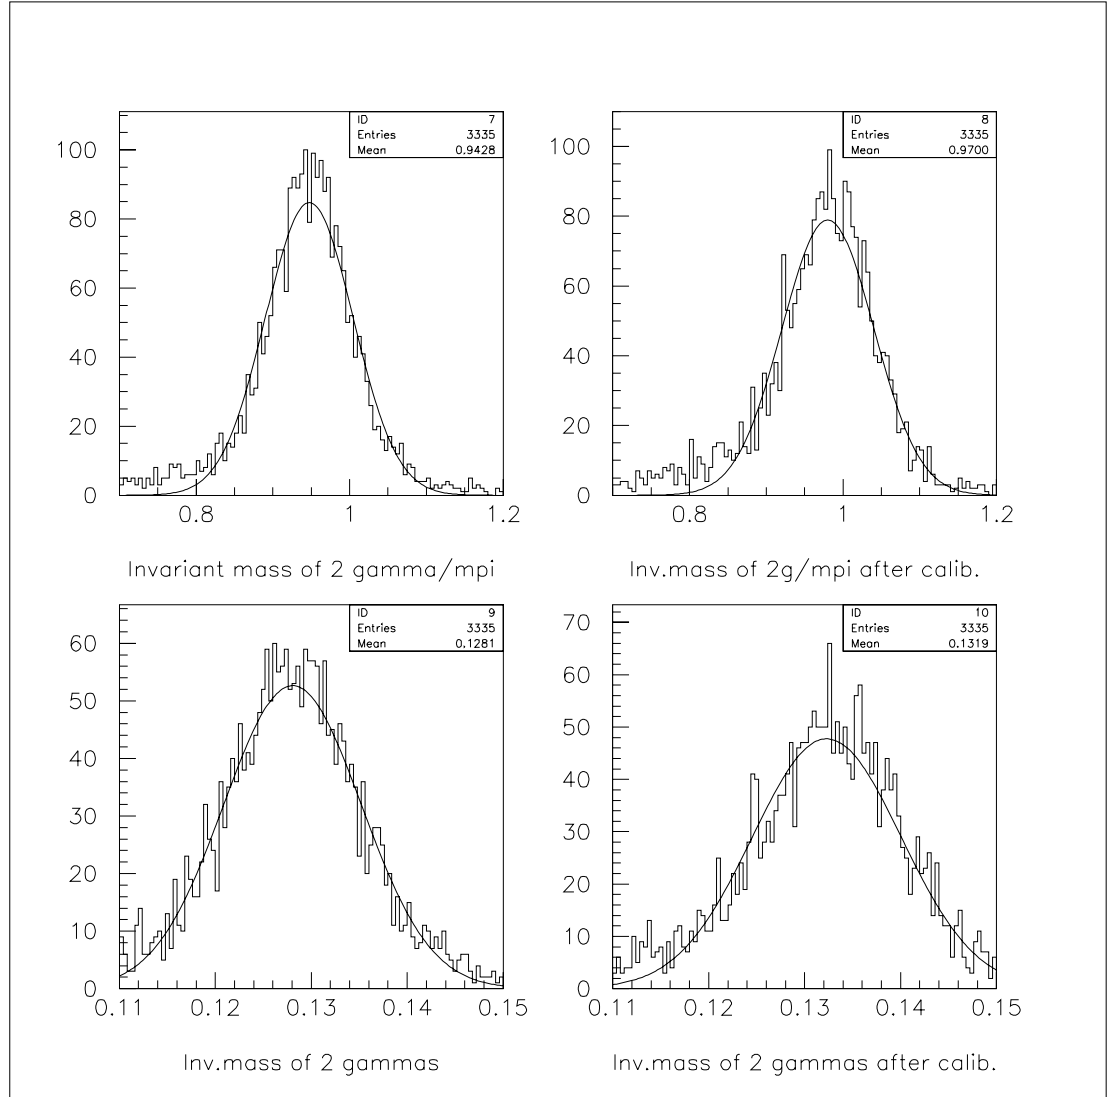 ID 7
Entries 3335
Mean 0.9428
100
80
60
40
20
0
0.8 1 1.2
Invariant mass of 2 gamma/mpi
ID 8
Entries 3335
Mean 0.9700
100
80
60
40
20
0
0.8 1 1.2
Inv.mass of 2g/mpi after calib.
ID 9
Entries 3335
Mean 0.1281
60
50
40
30
20
10
0
0.11 0.12 0.13 0.14 0.15
Inv.mass of 2 gammas
ID 10
Entries 3335
Mean 0.1319
70
60
50
40
30
20
10
0
0.11 0.12 0.13 0.14 0.15
Inv.mass of 2 gammas after calib.